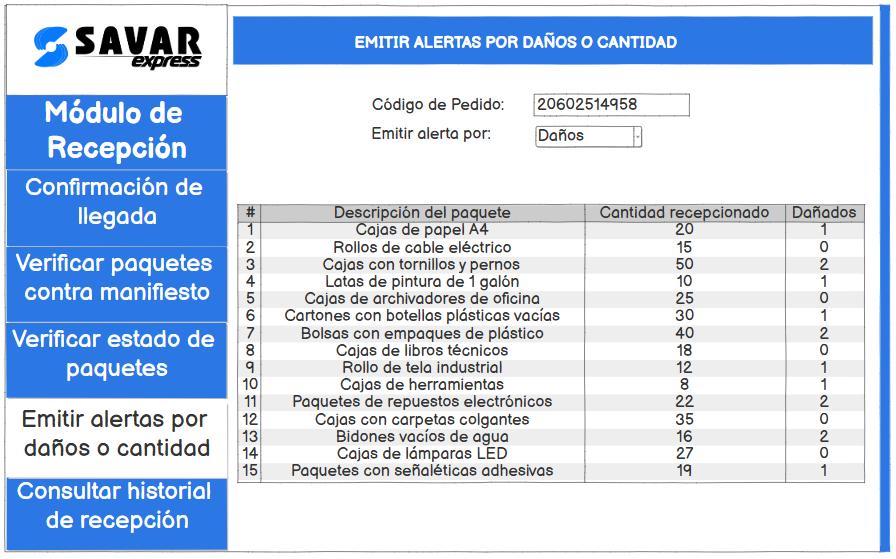 SAVAR
express
EMITIR ALERTAS POR DAÑOS O CANTIDAD
Módulo de
Recepción
Confirmación de
llegada
Verificar paquetes
contra manifiesto
Verificar estado de
paquetes
Emitir alertas por
daños o cantidad
Consultar historial
de recepción
Código de Pedido: 20602514958
Emitir alerta por: Daños
# Descripción del paquete Cantidad recepcionado Dañados
1 Cajas de papel A4 20 1
2 Rollos de cable eléctrico 15 0
3 Cajas con tornillos y pernos 50 2
4 Latas de pintura de 1 galón 10 1
5 Cajas de archivadores de oficina 25 0
6 Cartones con botellas plásticas vacías 30 1
7 Bolsas con empaques de plástico 40 2
8 Cajas de libros técnicos 18 0
9 Rollo de tela industrial 12 1
10 Cajas de herramientas 8 1
11 Paquetes de repuestos electrónicos 22 2
12 Cajas con carpetas colgantes 35 0
13 Bidones vacíos de agua 16 2
14 Cajas de lámparas LED 27 0
15 Paquetes con señaléticas adhesivas 19 1